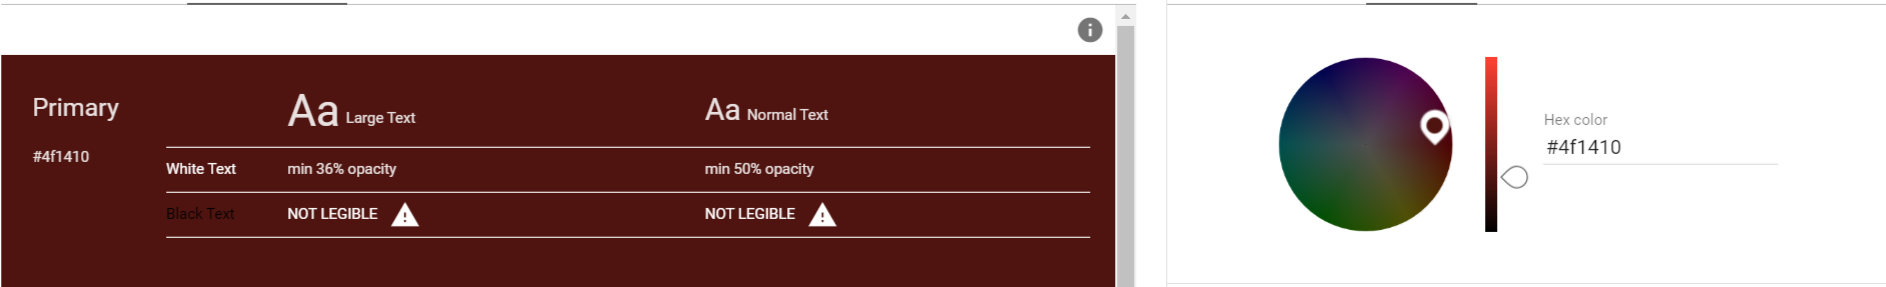 Primary
#4f1410
Aa Large Text
Aa Normal Text
White Text
min 36% opacity
min 50% opacity
Black Text
NOT LEGIBLE
NOT LEGIBLE
Hex color
#4f1410